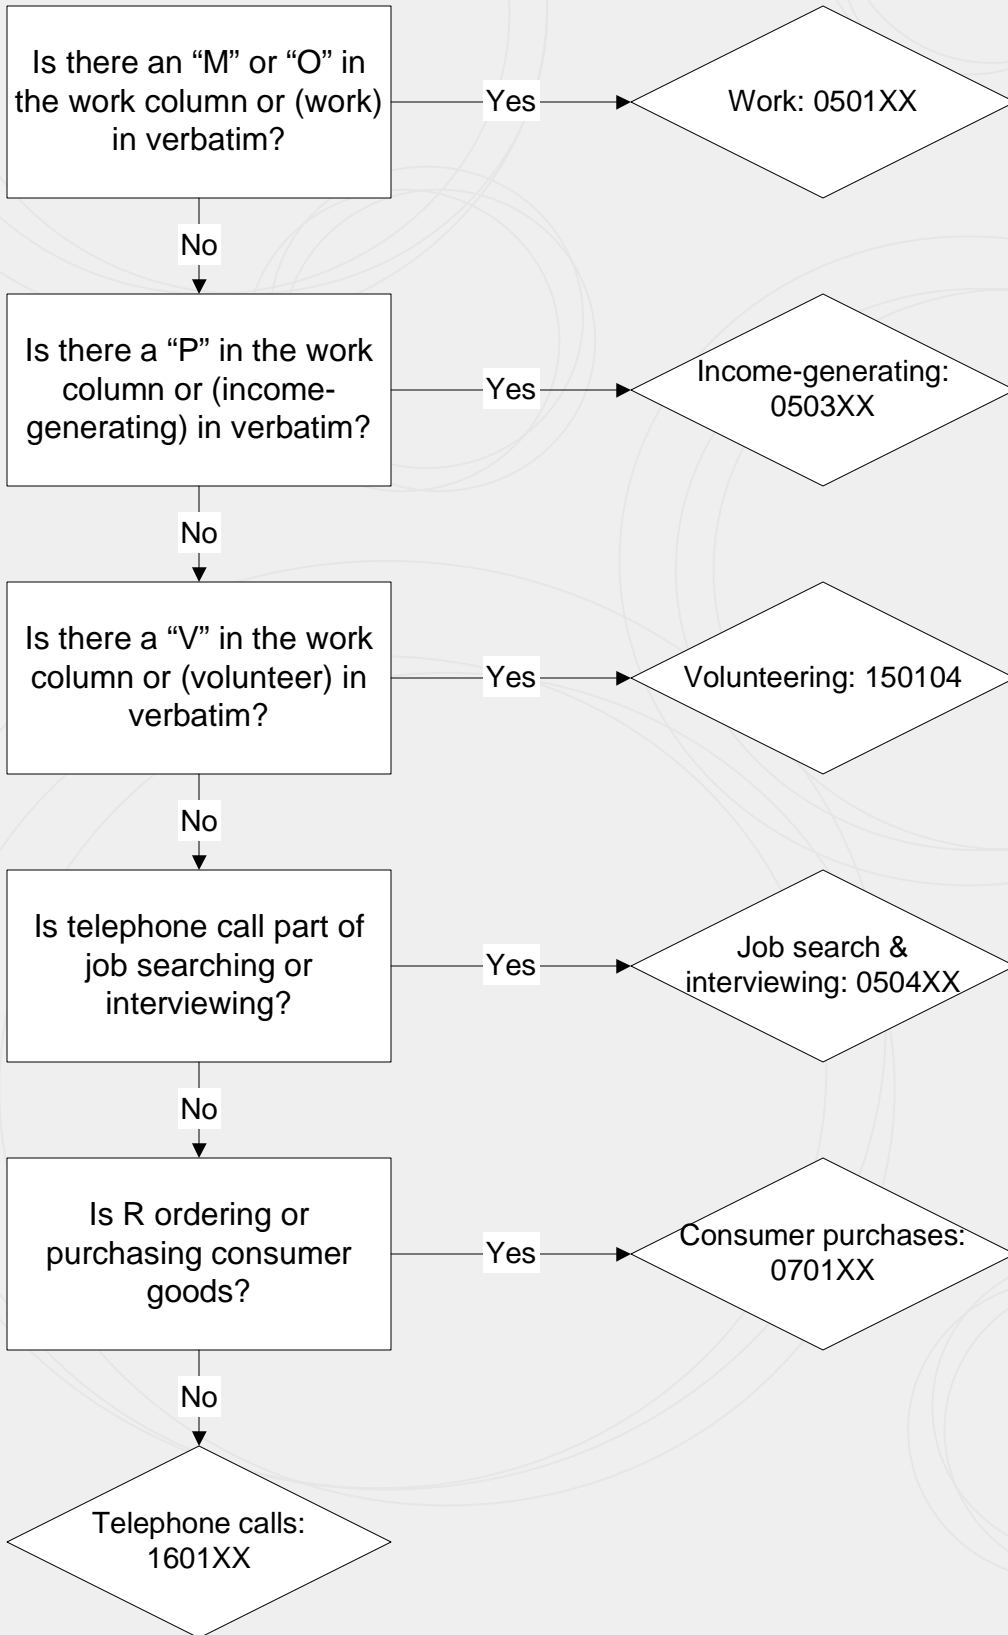 Is there an “M” or “O” in
the work column or (work)
in verbatim?
Yes
Work: 0501XX
No
Is there a “P” in the work
column or (income-
generating) in verbatim?
Yes
Income-generating:
0503XX
No
Is there a “V” in the work
column or (volunteer) in
verbatim?
Yes
Volunteering: 150104
No
Is telephone call part of
job searching or
interviewing?
Yes
Job search &
interviewing: 0504XX
No
Is R ordering or
purchasing consumer
goods?
Yes
Consumer purchases:
0701XX
No
Telephone calls:
1601XX